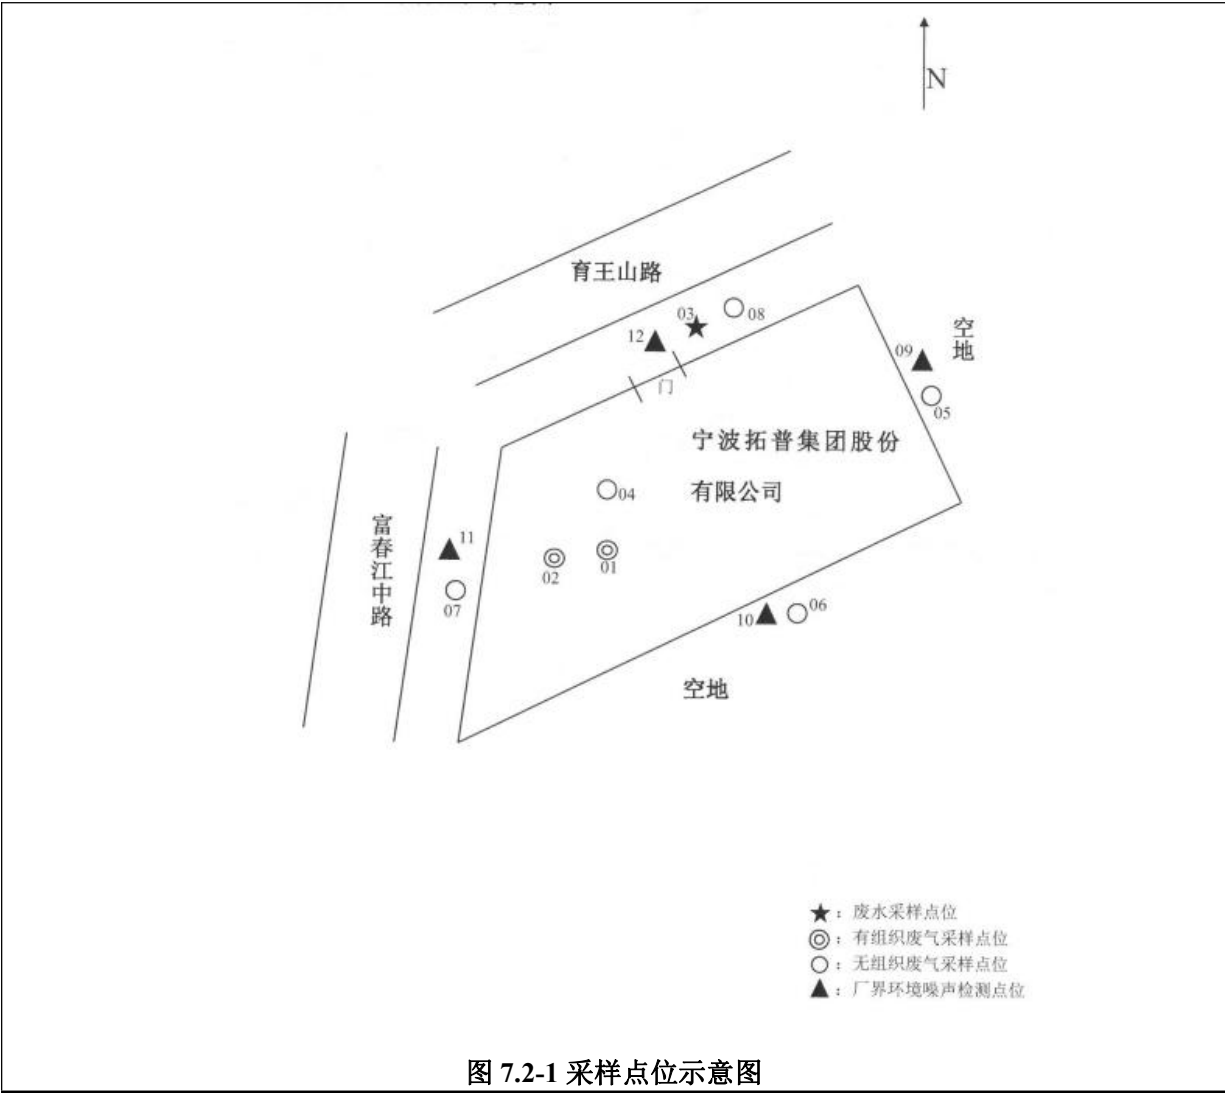 N
育王山路
03
08
12
门
空地
09
05
宁波拓普集团股份
有限公司
04
富春江中路
11
07
02
01
10
06
空地
★：废水采样点位
◎：有组织废气采样点位
○：无组织废气采样点位
▲：厂界环境噪声检测点位
图 7.2-1 采样点位示意图